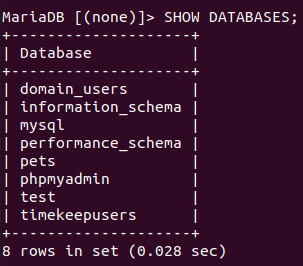 MariaDB [(none)]> SHOW DATABASES;
+--------------------+
| Database           |
+--------------------+
| domain_users       |
| information_schema |
| mysql              |
| performance_schema |
| pets               |
| phpmyadmin         |
| test               |
| timekeepusers      |
+--------------------+
8 rows in set (0.028 sec)